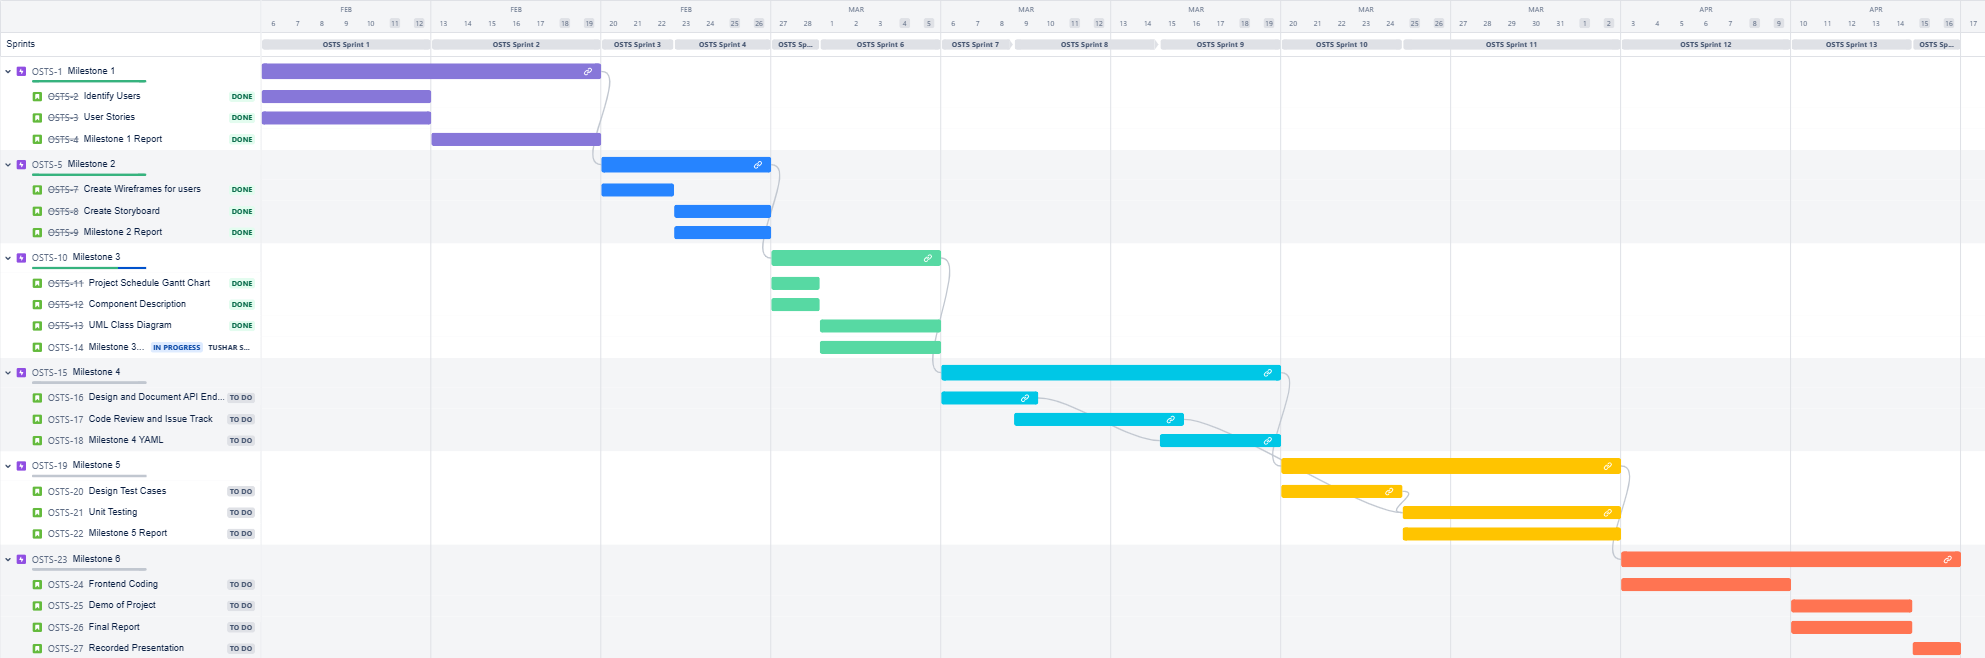 FEB FEB FEB MAR MAR MAR MAR MAR APR APR
6 7 8 9 10 11 12 13 14 15 16 17 18 19 20 21 22 23 24 25 26 27 28 1 2 3 4 5 6 7 8 9 10 11 12 13 14 15 16 17 18 19 20 21 22 23 24 25 26 27 28 29 30 31 1 2 3 4 5 6 7 8 9 10 11 12 13 14 15 16 17
Sprints OSTS Sprint 1 OSTS Sprint 2 OSTS Sprint 3 OSTS Sprint 4 OSTS Sp... OSTS Sprint 6 OSTS Sprint 7 OSTS Sprint 8 OSTS Sprint 9 OSTS Sprint 10 OSTS Sprint 11 OSTS Sprint 12 OSTS Sprint 13 OSTS Sp...
OSTS-1 Milestone 1
OSTS-2 Identify Users DONE
OSTS-3 User Stories DONE
OSTS-4 Milestone 1 Report DONE
OSTS-5 Milestone 2
OSTS-7 Create Wireframes for users DONE
OSTS-8 Create Storyboard DONE
OSTS-9 Milestone 2 Report DONE
OSTS-10 Milestone 3
OSTS-11 Project Schedule Gantt Chart DONE
OSTS-12 Component Description DONE
OSTS-13 UML Class Diagram DONE
OSTS-14 Milestone 3... IN PROGRESS TUSHAR S...
OSTS-15 Milestone 4
OSTS-16 Design and Document API End... TO DO
OSTS-17 Code Review and Issue Track TO DO
OSTS-18 Milestone 4 YAML TO DO
OSTS-19 Milestone 5
OSTS-20 Design Test Cases TO DO
OSTS-21 Unit Testing TO DO
OSTS-22 Milestone 5 Report TO DO
OSTS-23 Milestone 6
OSTS-24 Frontend Coding TO DO
OSTS-25 Demo of Project TO DO
OSTS-26 Final Report TO DO
OSTS-27 Recorded Presentation TO DO